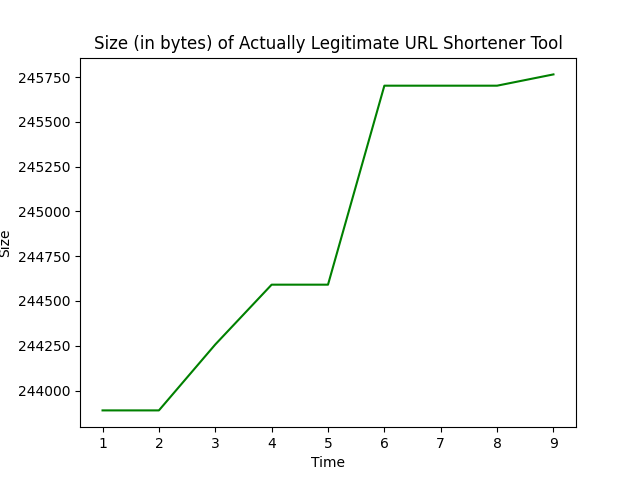 Size (in bytes) of Actually Legitimate URL Shortener Tool
245750
245500
245250
245000
244750
244500
244250
244000
Size
1 2 3 4 5 6 7 8 9
Time